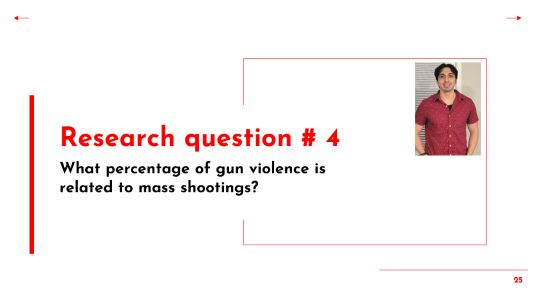 Research question # 4
What percentage of gun violence is
related to mass shootings?
25